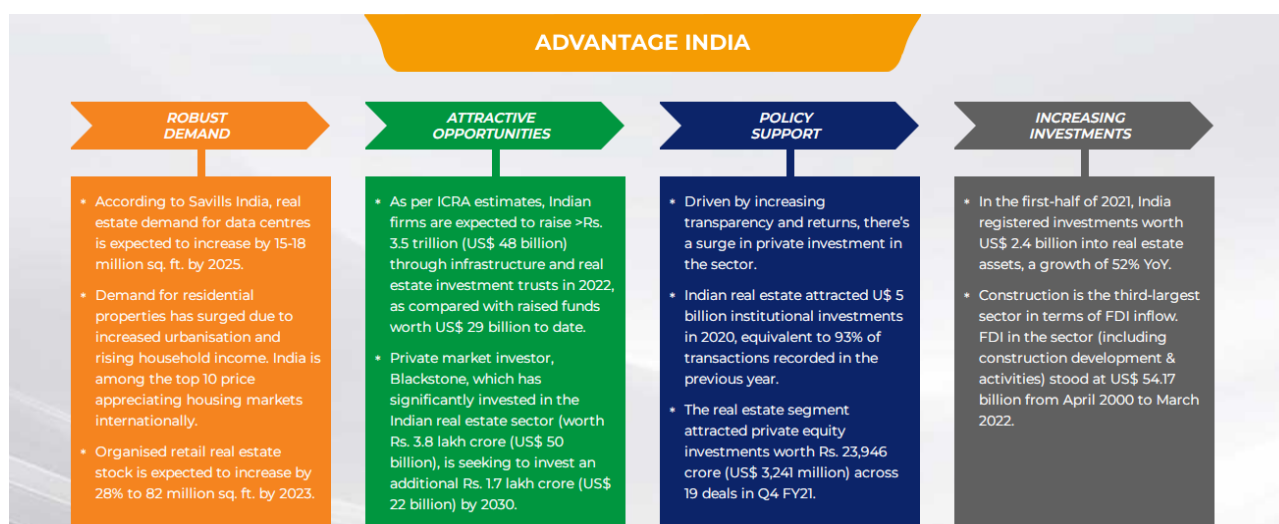 ADVANTAGE INDIA
ROBUST
DEMAND
* According to Savills India, real
estate demand for data centres
is expected to increase by 15-18
million sq. ft. by 2025.
* Demand for residential
properties has surged due to
increased urbanisation and
rising household income. India is
among the top 10 price
appreciating housing markets
internationally.
* Organised retail real estate
stock is expected to increase by
28% to 82 million sq. ft. by 2023.
ATTRACTIVE
OPPORTUNITIES
* As per ICRA estimates, Indian
firms are expected to raise >Rs.
3.5 trillion (US$ 48 billion)
through infrastructure and real
estate investment trusts in 2022,
as compared with raised funds
worth US$ 29 billion to date.
* Private market investor,
Blackstone, which has
significantly invested in the
Indian real estate sector (worth
Rs. 3.8 lakh crore (US$ 50
billion), is seeking to invest an
additional Rs. 1.7 lakh crore (US$
22 billion) by 2030.
POLICY
SUPPORT
* Driven by increasing
transparency and returns, there's
a surge in private investment in
the sector.
* Indian real estate attracted U$ 5
billion institutional investments
in 2020, equivalent to 93% of
transactions recorded in the
previous year.
* The real estate segment
attracted private equity
investments worth Rs. 23,946
crore (US$ 3,241 million) across
19 deals in Q4 FY21.
INCREASING
INVESTMENTS
* In the first-half of 2021, India
registered investments worth
US$ 2.4 billion into real estate
assets, a growth of 52% YoY.
* Construction is the third-largest
sector in terms of FDI inflow.
FDI in the sector (including
construction development &
activities) stood at US$ 54.17
billion from April 2000 to March
2022.